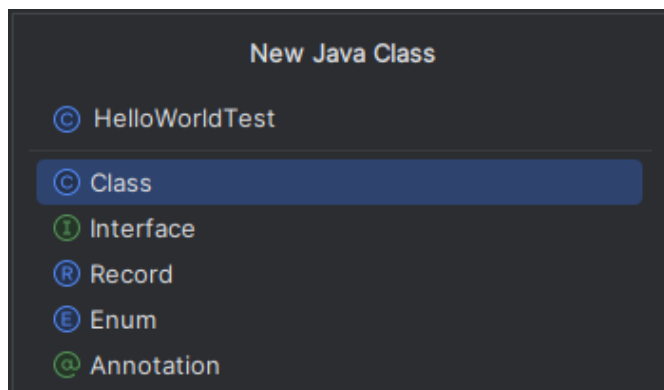 New Java Class
C HelloWorldTest
C Class
I Interface
R Record
E Enum
@ Annotation